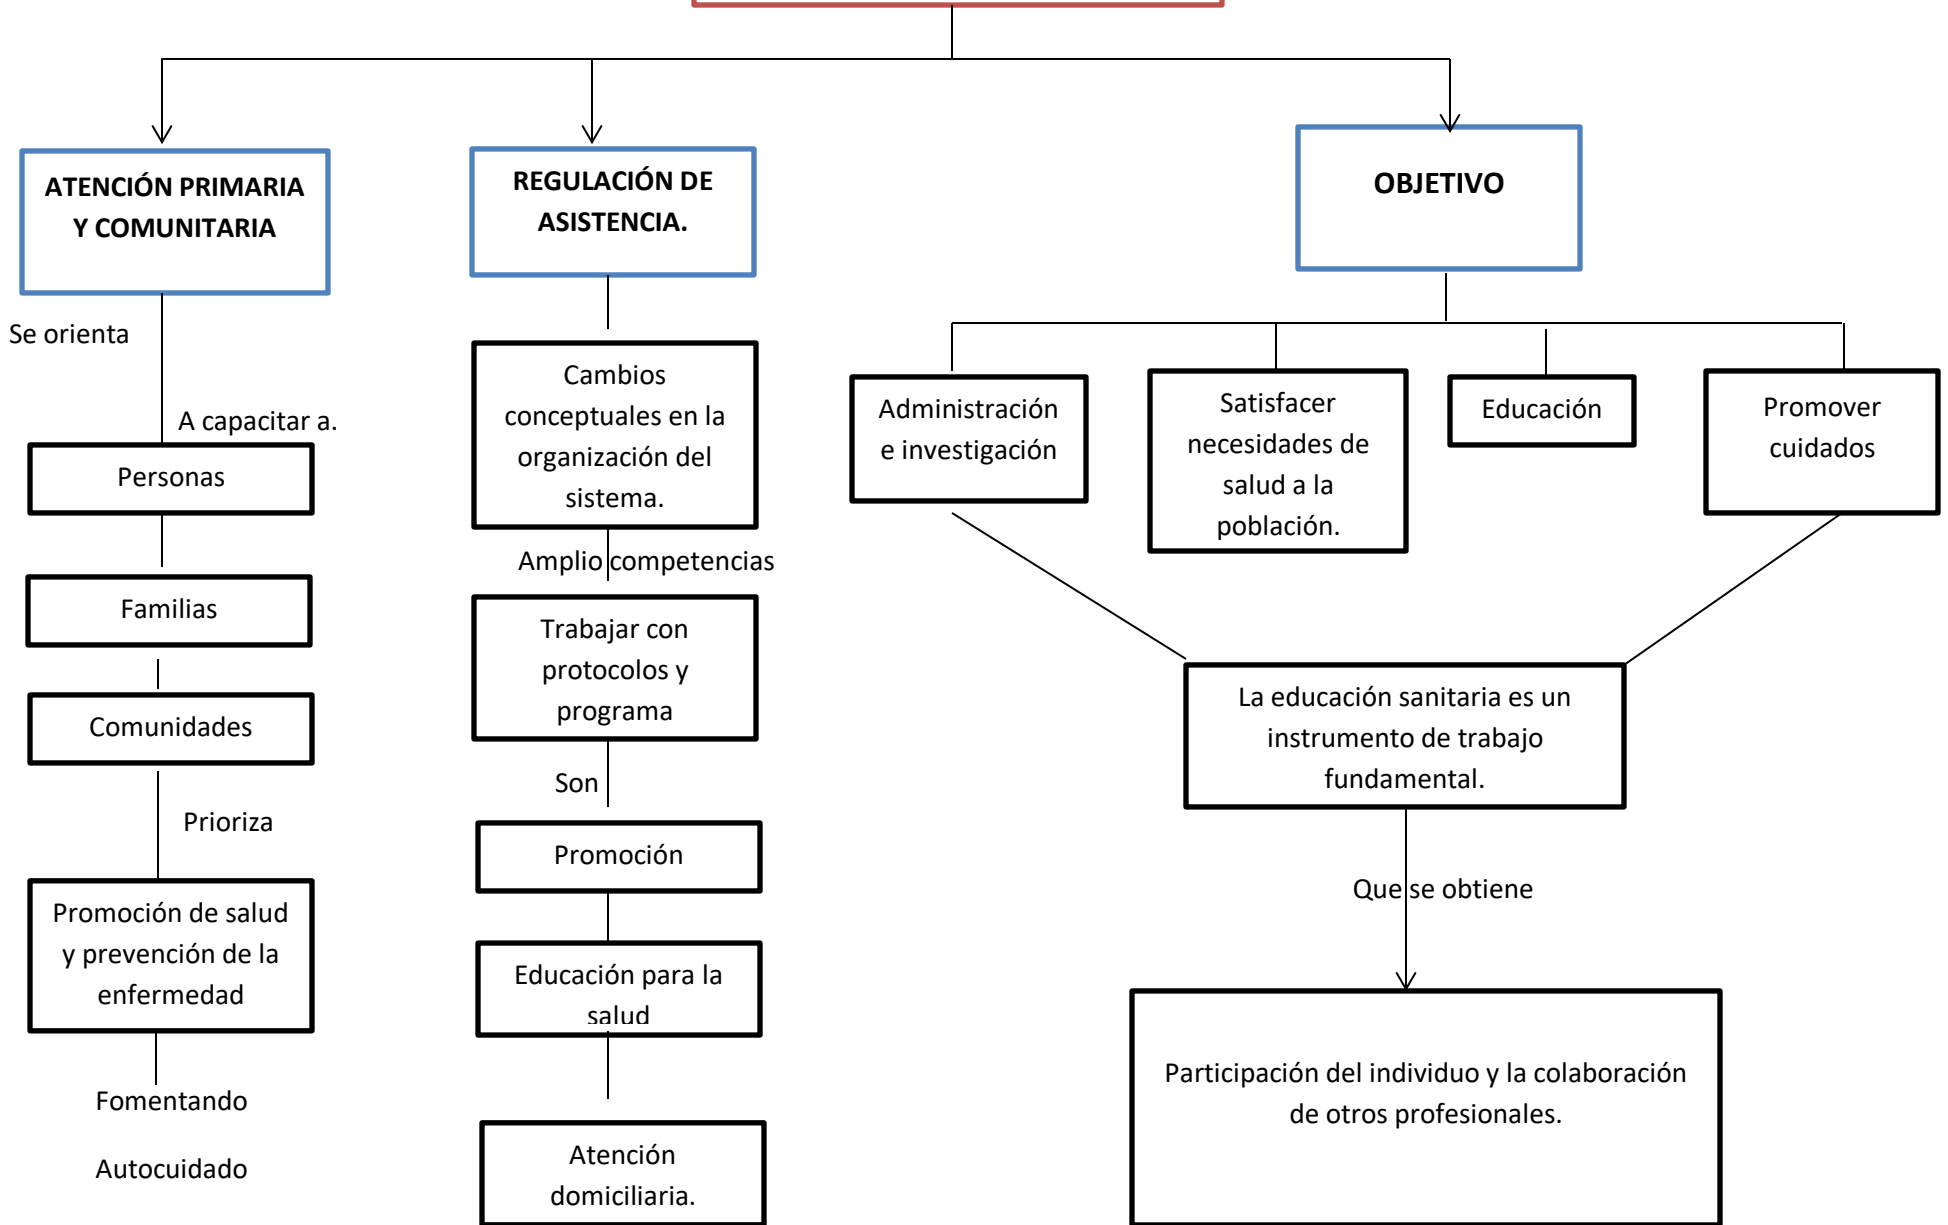 ATENCIÓN PRIMARIA
Y COMUNITARIA
Se orienta
A capacitar a.
Personas
Familias
Comunidades
Prioriza
Promoción de salud
y prevención de la
enfermedad
Fomentando
Autocuidado
REGULACIÓN DE
ASISTENCIA.
Cambios
conceptuales en la
organización del
sistema.
Amplio competencias
Trabajar con
protocolos y
programa
Son
Promoción
Educación para la
salud
Atención
domiciliaria.
OBJETIVO
Administración
e investigación
Satisfacer
necesidades de
salud a la
población.
Educación
Promover
cuidados
La educación sanitaria es un
instrumento de trabajo
fundamental.
Que se obtiene
Participación del individuo y la colaboración
de otros profesionales.